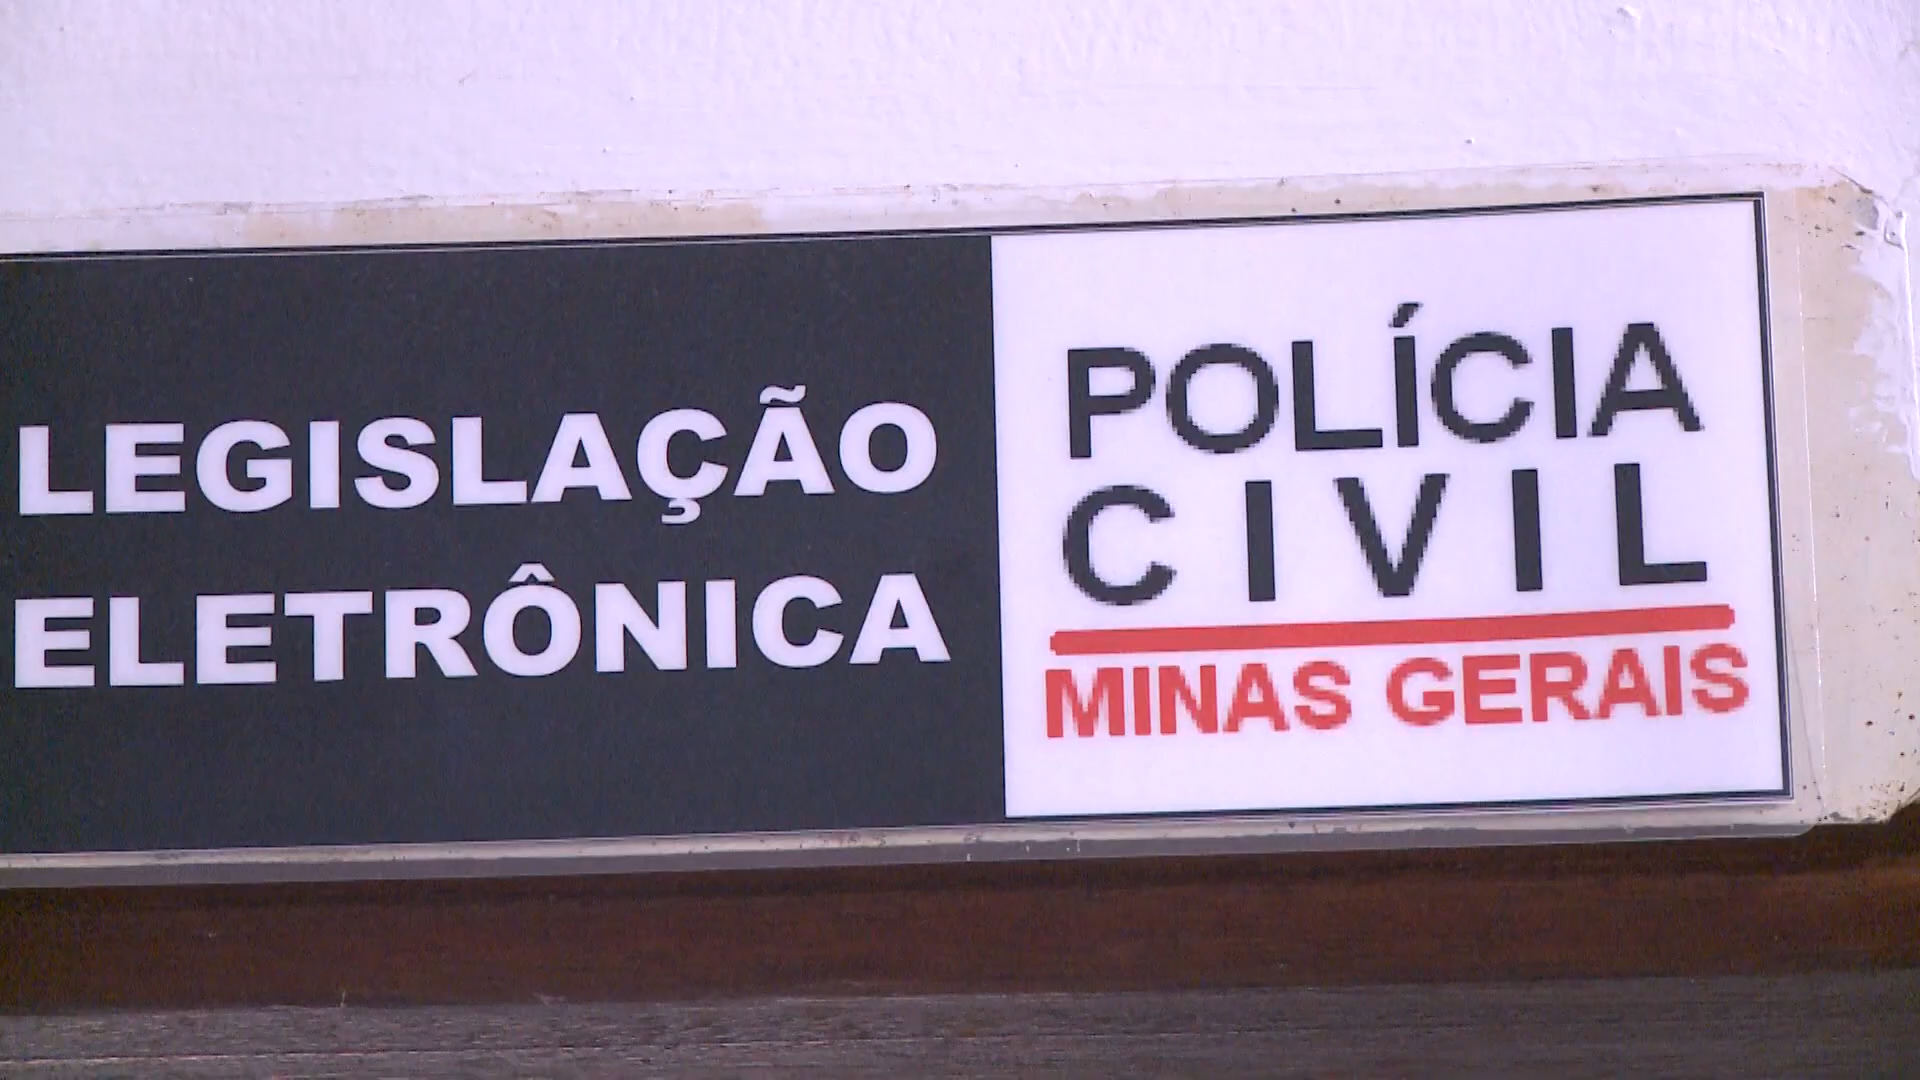 LEGISLAÇÃO
ELETRÔNICA
POLÍCIA
CIVIL
MINAS GERAIS